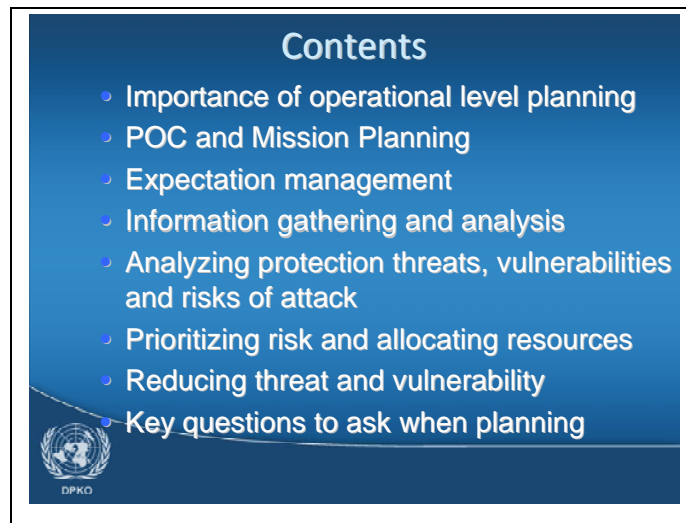 Contents
• Importance of operational level planning
• POC and Mission Planning
• Expectation management
• Information gathering and analysis
• Analyzing protection threats, vulnerabilities
and risks of attack
• Prioritizing risk and allocating resources
• Reducing threat and vulnerability
• Key questions to ask when planning
DPKO